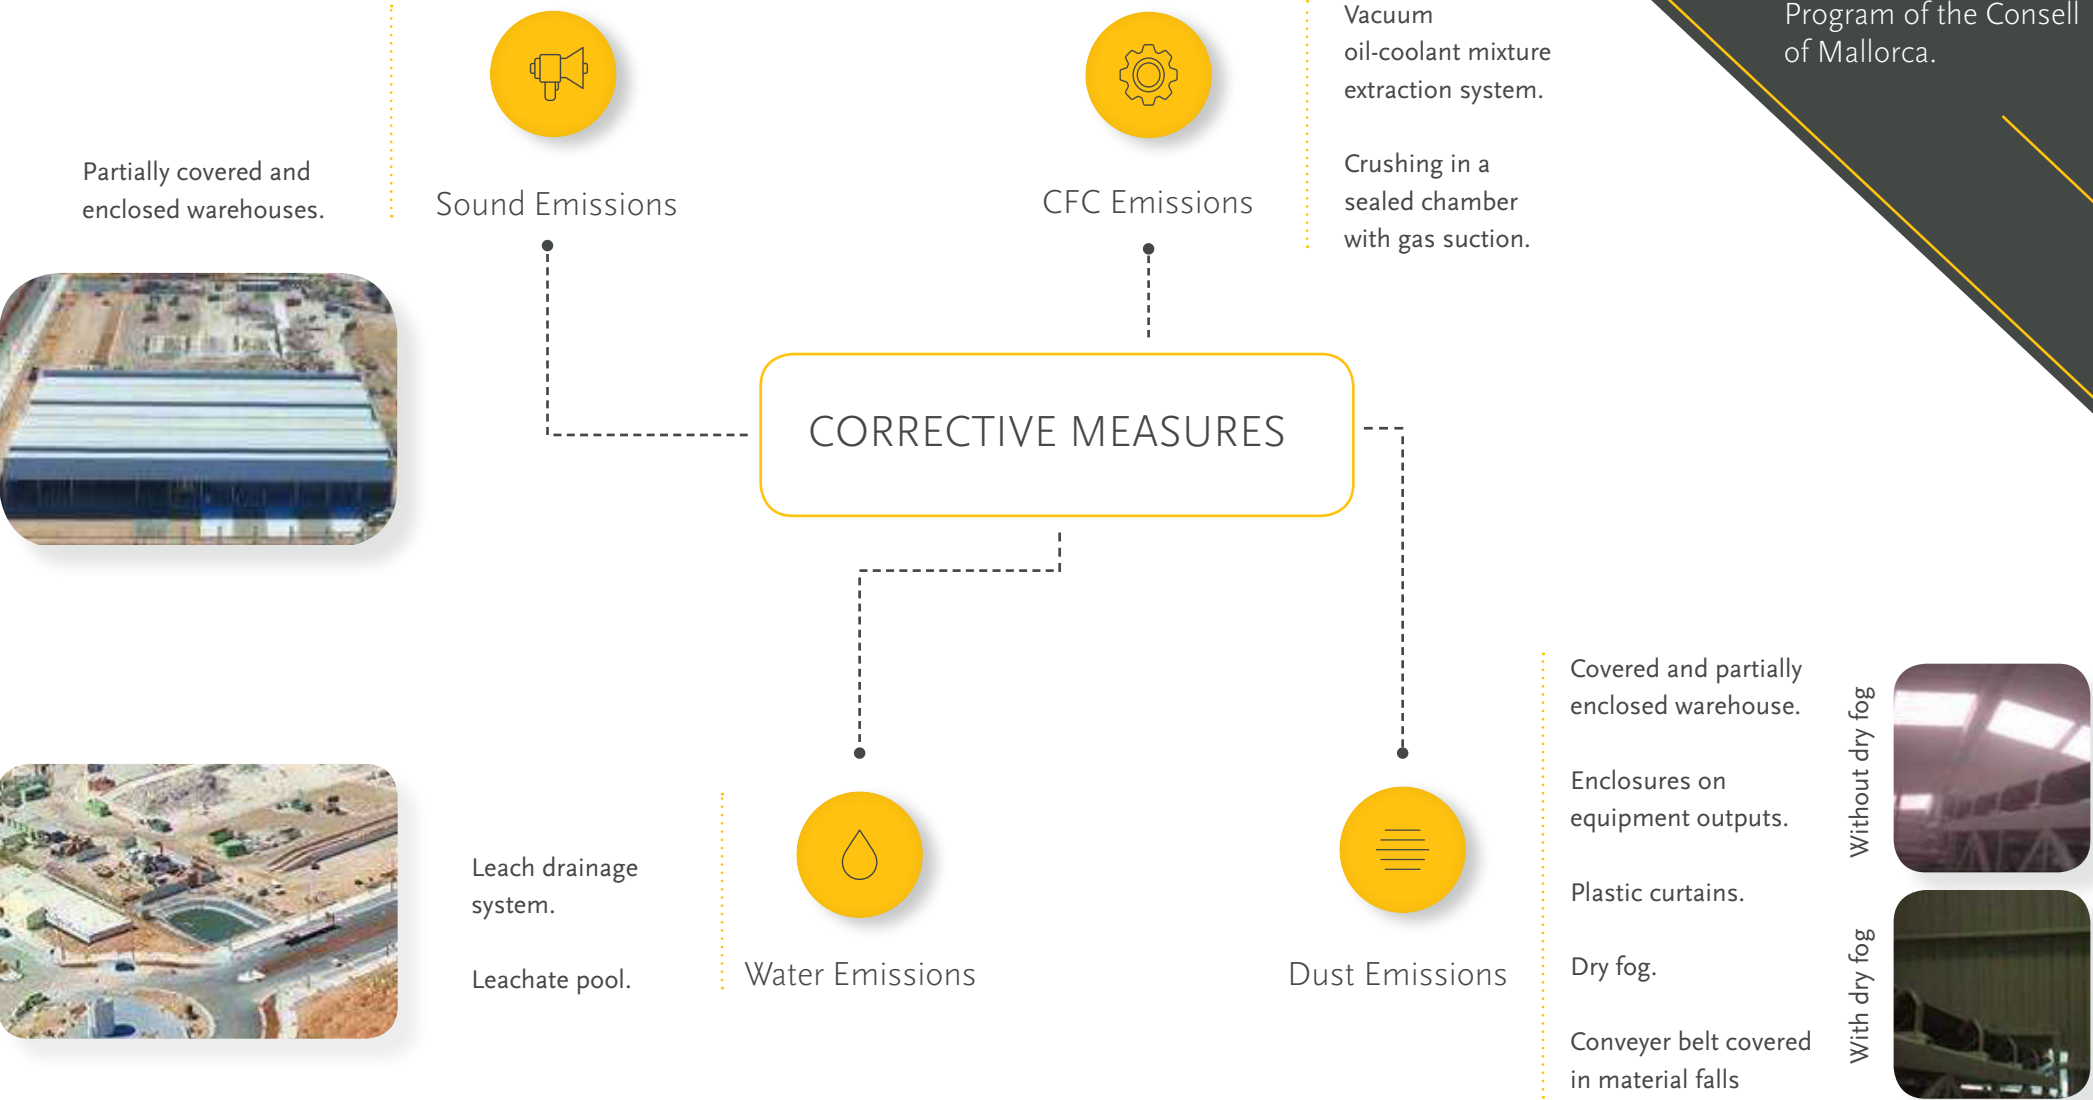 Program of the Consell
of Mallorca.
Partially covered and
enclosed warehouses.
Sound Emissions
CFC Emissions
Vacuum
oil-coolant mixture
extraction system.
Crushing in a
sealed chamber
with gas suction.
CORRECTIVE MEASURES
Leach drainage
system.
Leachate pool.
Water Emissions
Dust Emissions
Covered and partially
enclosed warehouse.
Enclosures on
equipment outputs.
Plastic curtains.
Dry fog.
Conveyer belt covered
in material falls
Without dry fog
With dry fog